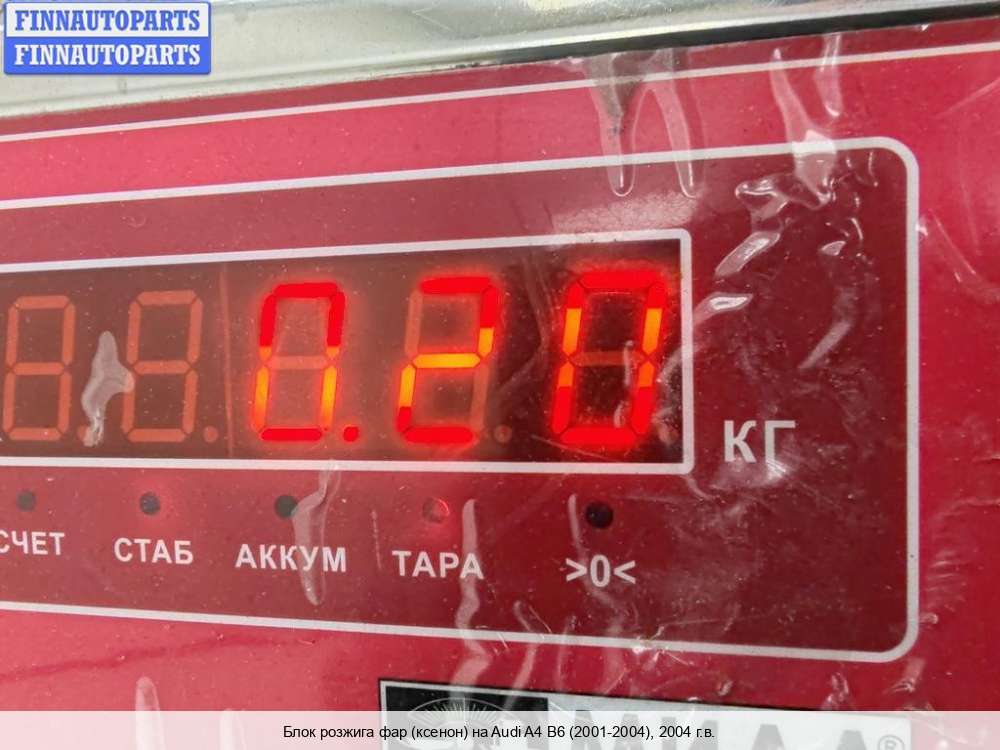 FINNAUTOPARTS
FINNAUTOPARTS
0.20
КГ
СЧЕТ СТАБ АККУМ ТАРА >0<
Блок розжига фар (ксенон) на Audi A4 B6 (2001-2004), 2004 г.в.